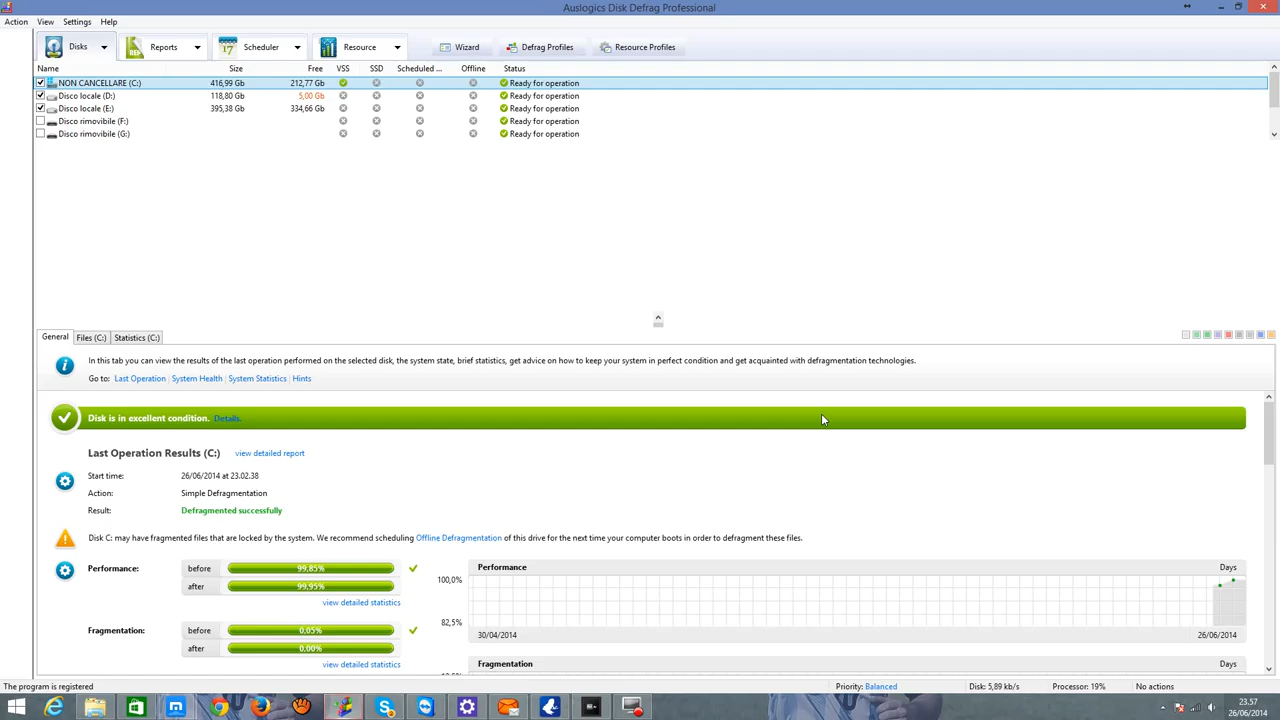 Auslogics Disk Defrag Professional
Action View Settings Help
Disks Reports Scheduler Resource Wizard Defrag Profiles Resource Profiles
Name Size Free VSS SSD Scheduled ... Offline Status
NON CANCELLARE (C:) 416,99 Gb 212,77 Gb Ready for operation
Disco locale (D:) 118,80 Gb 5,00 Gb Ready for operation
Disco locale (E:) 395,38 Gb 334,66 Gb Ready for operation
Disco rimovibile (F:) Ready for operation
Disco rimovibile (G:) Ready for operation
General Files (C:) Statistics (C:)
In this tab you can view the results of the last operation performed on the selected disk, the system state, brief statistics, get advice on how to keep your system in perfect condition and get acquainted with defragmentation technologies.
Go to: Last Operation | System Health | System Statistics | Hints
Disk is in excellent condition. Details.
Last Operation Results (C:) view detailed report
Start time: 26/06/2014 at 23.02.38
Action: Simple Defragmentation
Result: Defragmented successfully
Disk C: may have fragmented files that are locked by the system. We recommend scheduling Offline Defragmentation of this drive for the next time your computer boots in order to defragment these files.
Performance: before 99,85% Performance Days
after 99,95% 100,0%
view detailed statistics
82,5%
Fragmentation: before 0,05% 30/04/2014 26/06/2014
after 0,00%
view detailed statistics Fragmentation Days
The program is registered Priority: Balanced Disk: 5,89 kb/s Processor: 19% No actions
23.57
26/06/2014